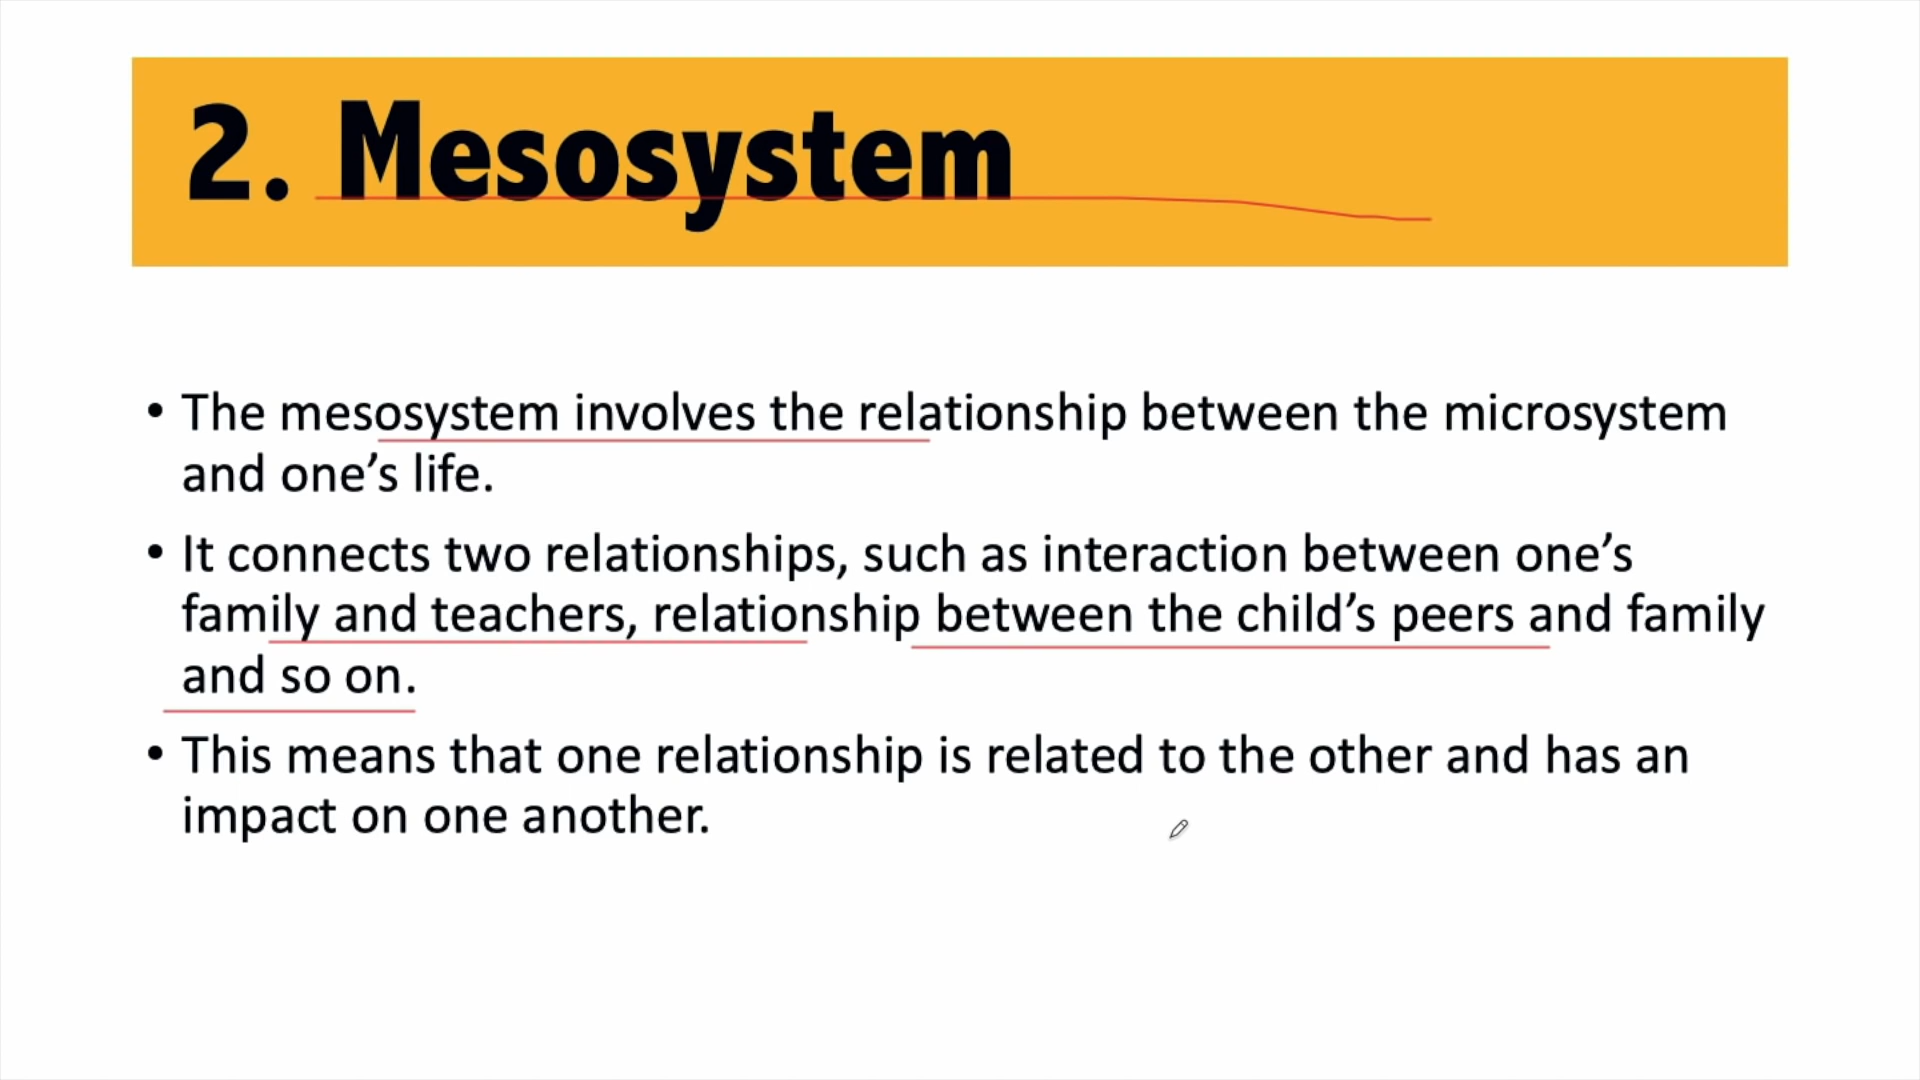 2. Mesosystem
• The mesosystem involves the relationship between the microsystem
and one’s life.
• It connects two relationships, such as interaction between one’s
family and teachers, relationship between the child’s peers and family
and so on.
• This means that one relationship is related to the other and has an
impact on one another.